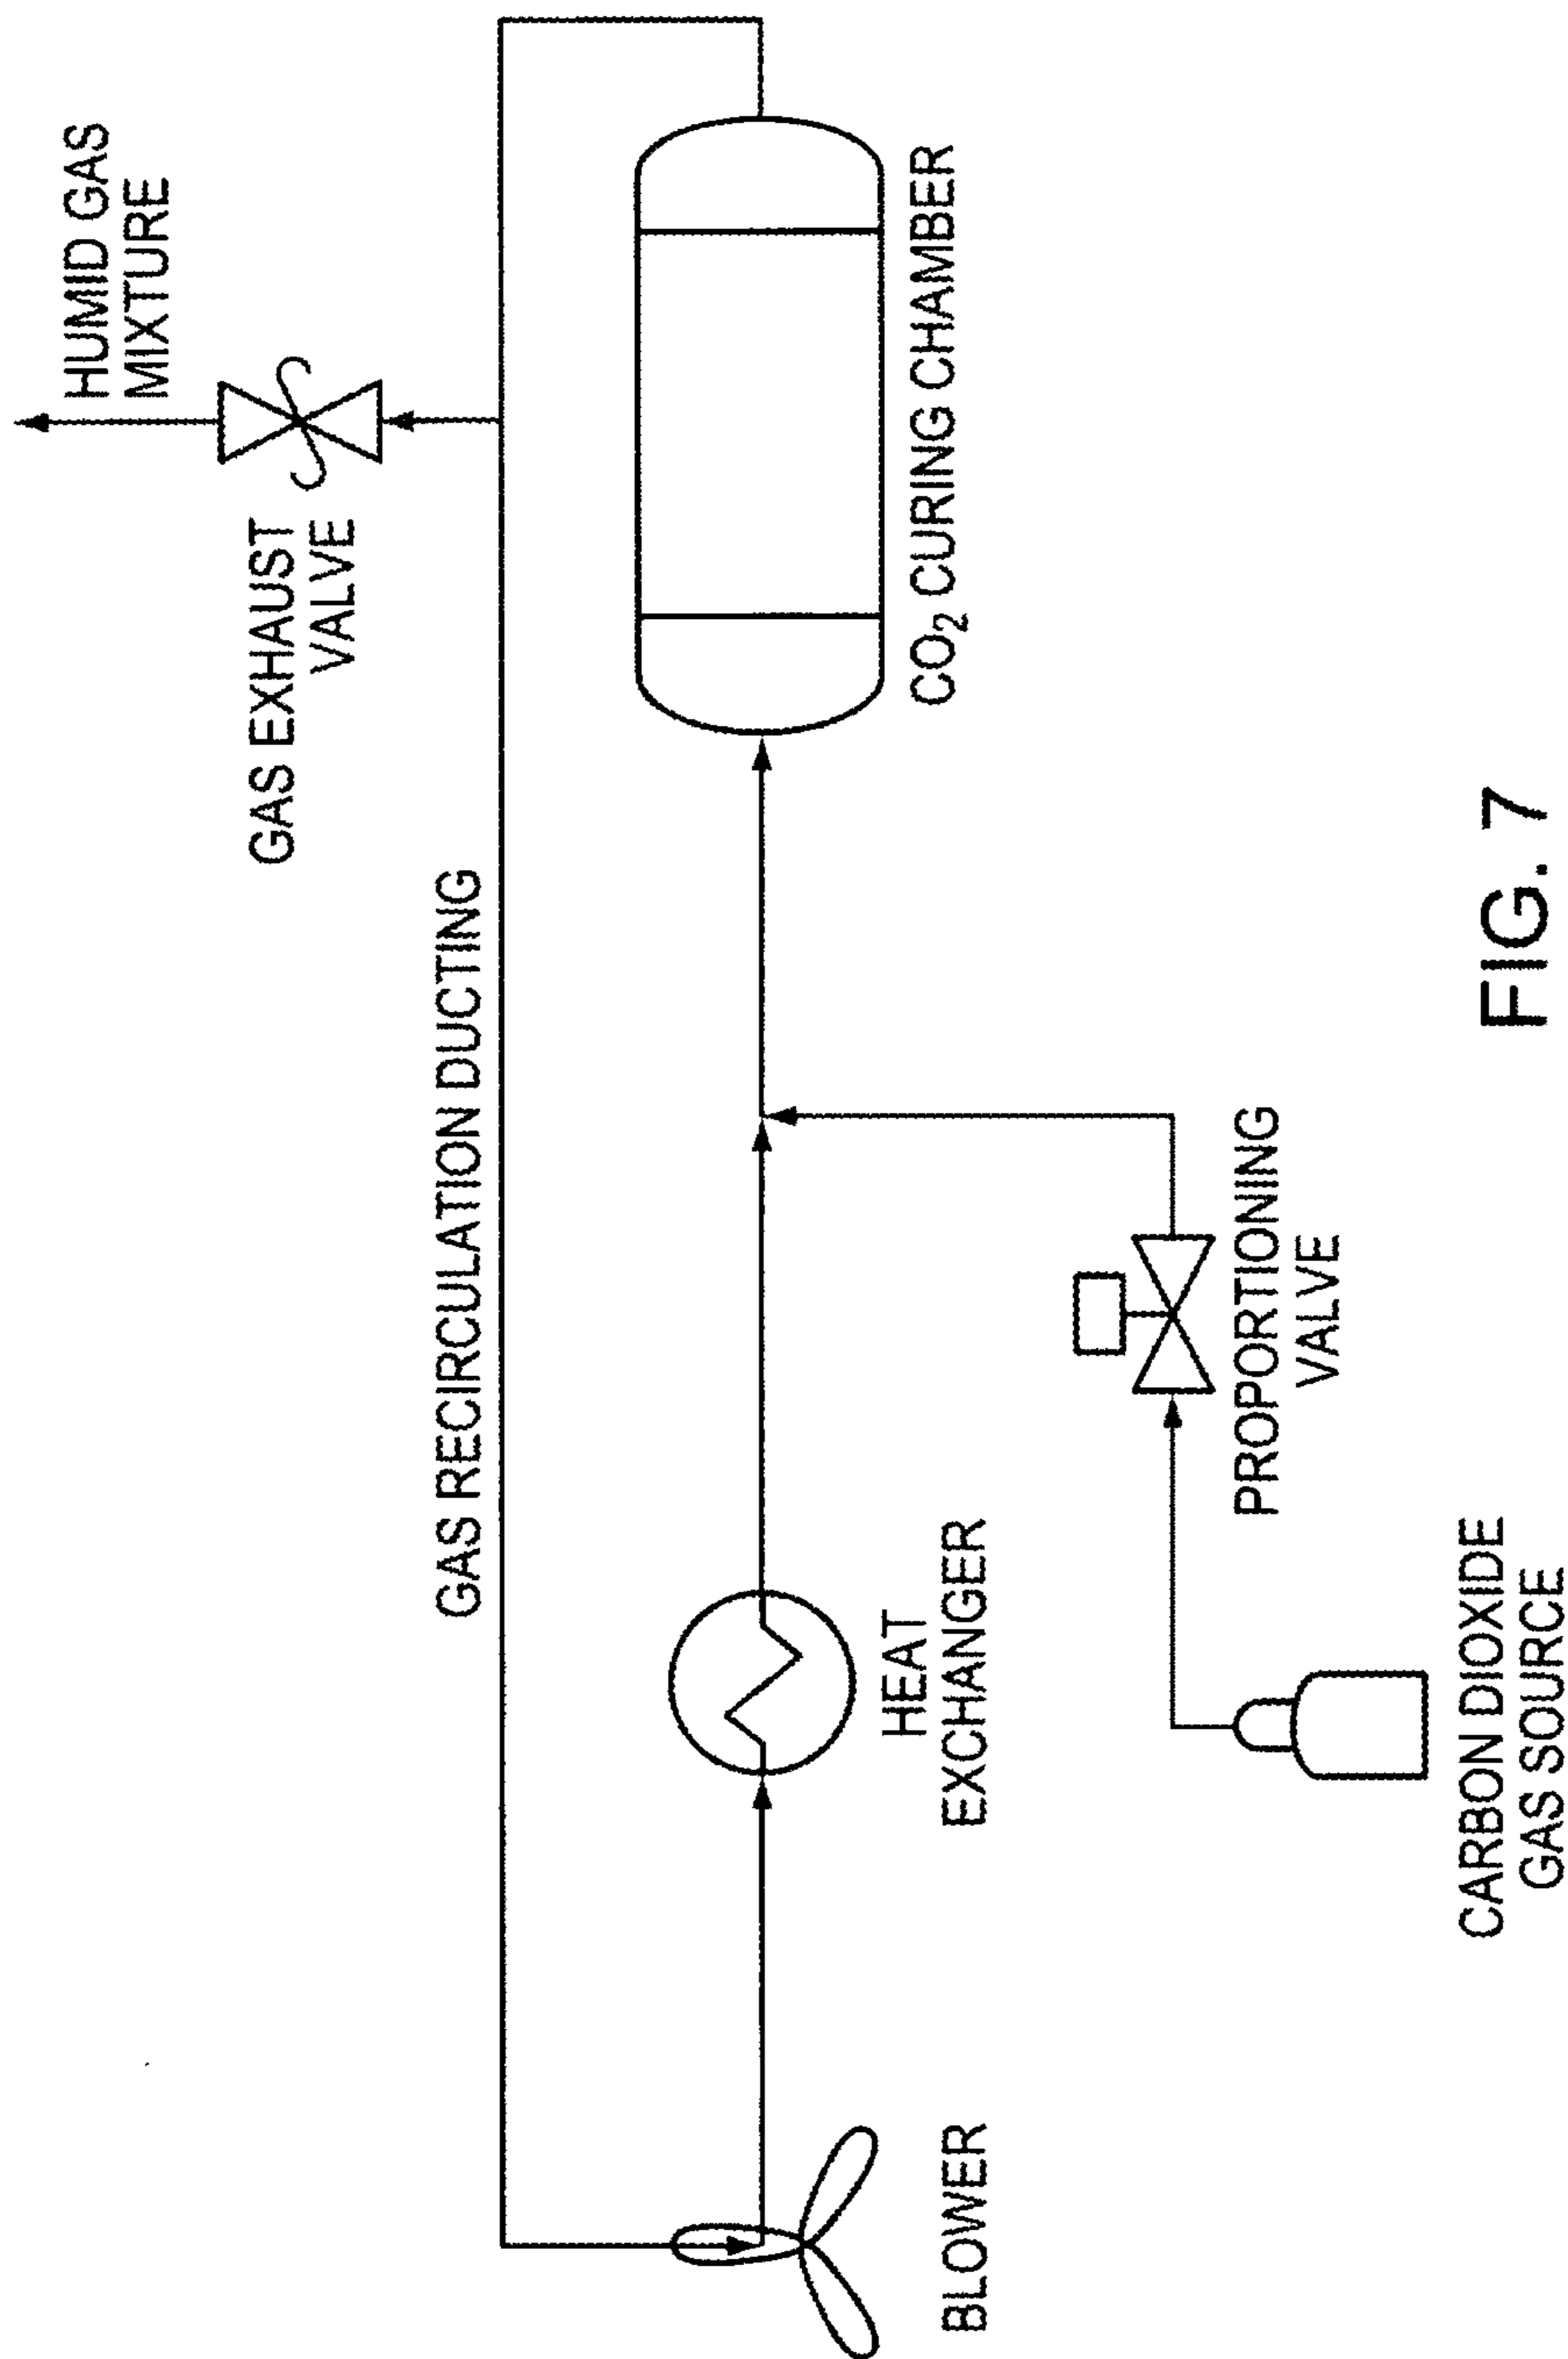 HUMID GAS
MIXTURE
GAS EXHAUST
VALVE
GAS RECIRCULATION DUCTING
CO₂ CURING CHAMBER
HEAT
EXCHANGER
BLOWER
PROPORTIONING
VALVE
CARBON DIOXIDE
GAS SOURCE
FIG. 7